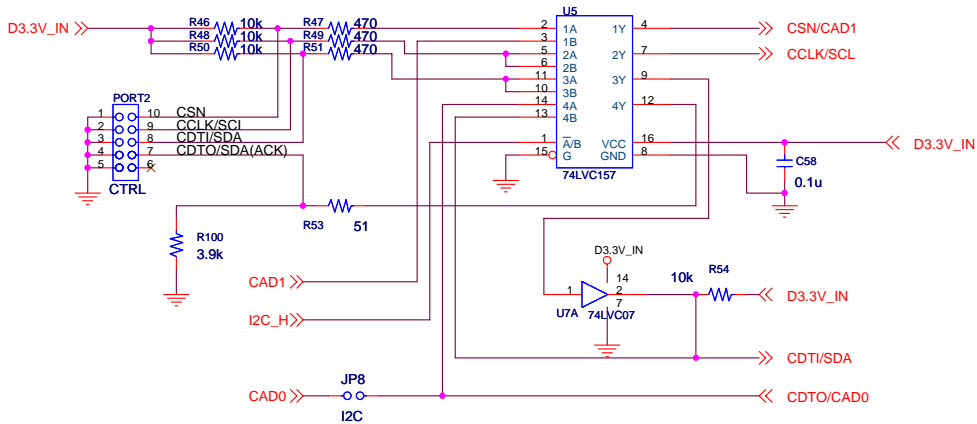 U5
D3.3V_IN
R46 10k R47 470
R48 10k R49 470
R50 10k R51 470
2 1A 1Y 4 CSN/CAD1
3 1B
5 2A 2Y 7 CCLK/SCL
6 2B
11 3A 3Y 9
10 3B
14 4A 4Y 12
13 4B
1 A/B VCC 16 D3.3V_IN
15 G GND 8
74LVC157
C58
0.1u
PORT2
1 10 CSN
2 9 CCLK/SCI
3 8 CDTI/SDA
4 7 CDTO/SDA(ACK)
5 6
CTRL
R53 51
R100
3.9k
D3.3V_IN
CAD1
14
1 2
7
U7A 74LVC07
10k R54
D3.3V_IN
I2C_H
CDTI/SDA
JP8
CAD0
I2C
CDTO/CAD0